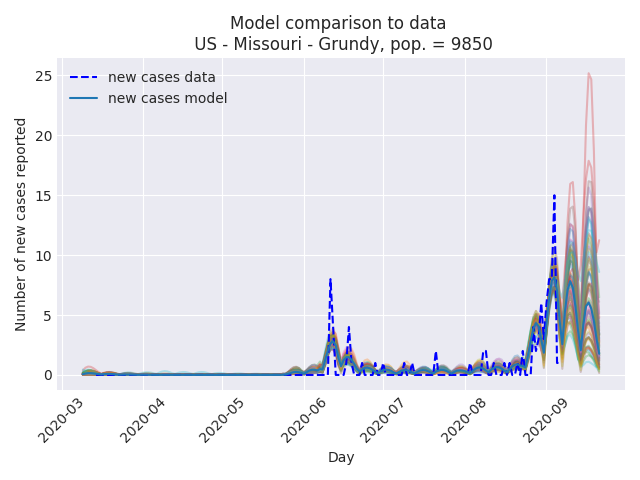 Model comparison to data
US - Missouri - Grundy, pop. = 9850
new cases data
new cases model
Number of new cases reported
25
20
15
10
5
0
2020-03
2020-04
2020-05
2020-06
2020-07
2020-08
2020-09
Day